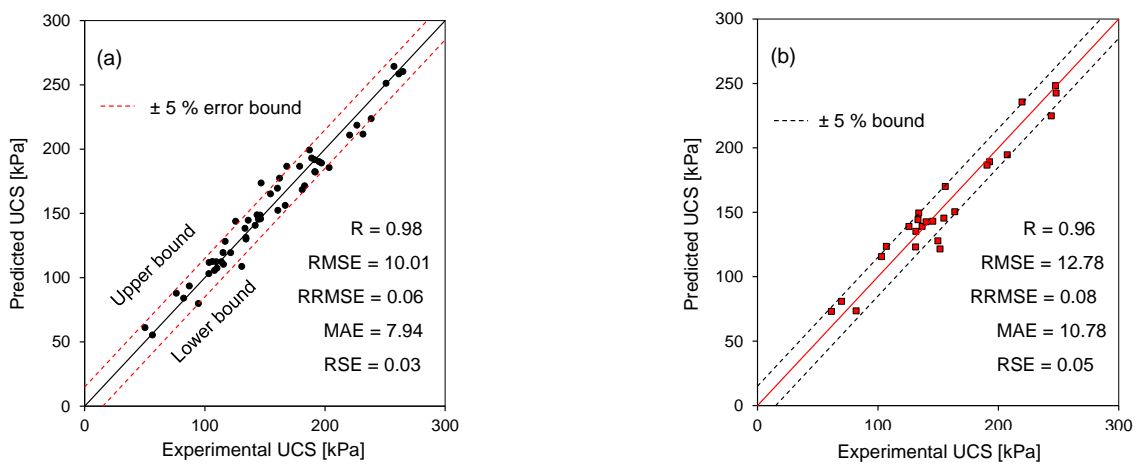 (a)
± 5 % error bound
Upper bound
Lower bound
R = 0.98
RMSE = 10.01
RRMSE = 0.06
MAE = 7.94
RSE = 0.03
Predicted UCS [kPa]
300
250
200
150
100
50
0
0 100 200 300
Experimental UCS [kPa]
(b)
± 5 % bound
R = 0.96
RMSE = 12.78
RRMSE = 0.08
MAE = 10.78
RSE = 0.05
Predicted UCS [kPa]
300
250
200
150
100
50
0
0 100 200 300
Experimental UCS [kPa]